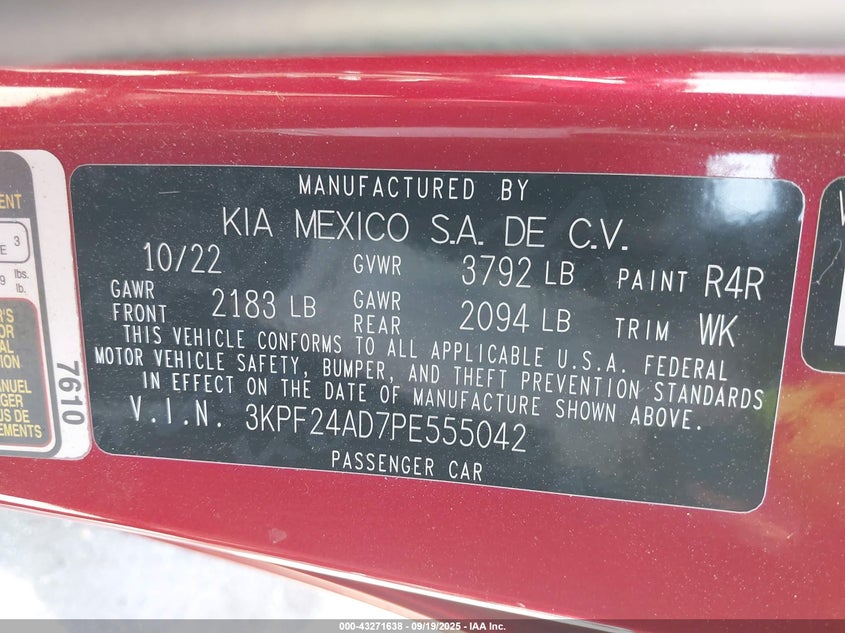 MANUFACTURED BY
KIA MEXICO S.A. DE C.V.
10/22 GVWR 3792 LB PAINT R4R
GAWR FRONT 2183 LB GAWR REAR 2094 LB TRIM WK
THIS VEHICLE CONFORMS TO ALL APPLICABLE U.S.A. FEDERAL
MOTOR VEHICLE SAFETY, BUMPER, AND THEFT PREVENTION STANDARDS
IN EFFECT ON THE DATE OF MANUFACTURE SHOWN ABOVE.
V.I.N. 3KPF24AD7PE555042
PASSENGER CAR
3
lbs.
lb.
7610
000-43271638 - 09/19/2025 - IAA Inc.